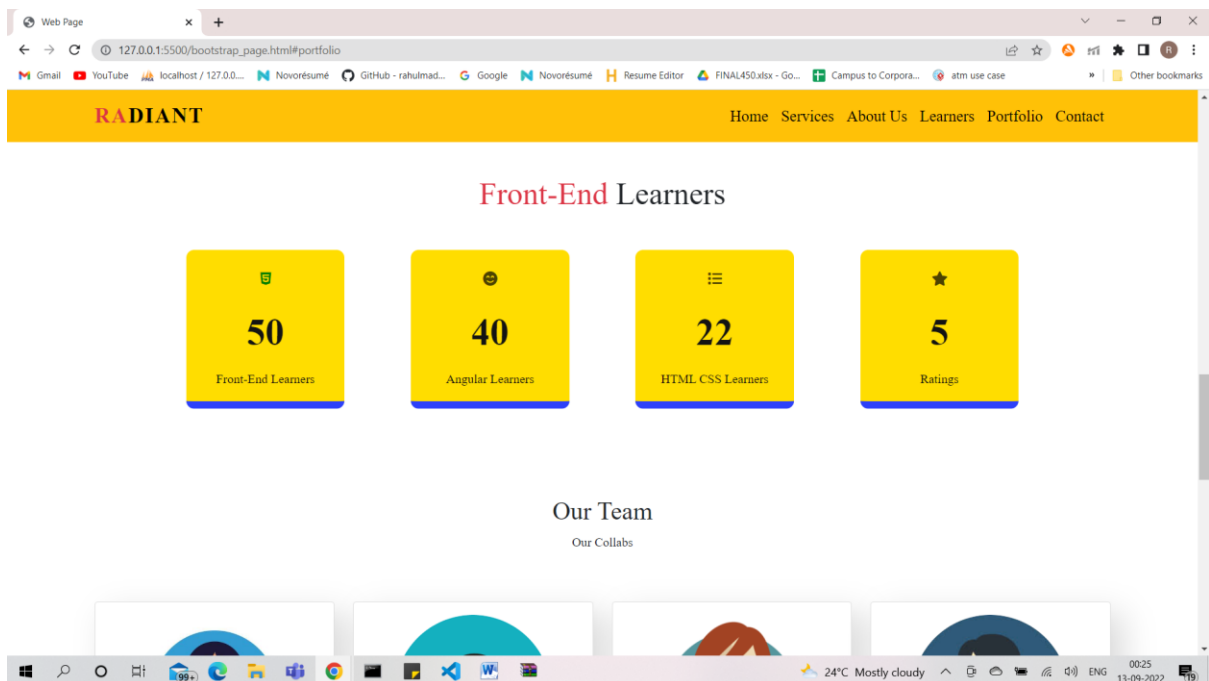 Web Page
127.0.0.1:5500/bootstrap_page.html#portfolio
R
Gmail YouTube localhost / 127.0.0.... Novorésumé GitHub - rahulmad... Google Novorésumé Resume Editor FINAL450.xlsx - Go... Campus to Corpora... atm use case » Other bookmarks
RADIANT Home Services About Us Learners Portfolio Contact
Front-End Learners
50 40 22 5
Front-End Learners Angular Learners HTML CSS Learners Ratings
Our Team
Our Collabs
99+ 24°C Mostly cloudy ENG 00:25
13-09-2022 19